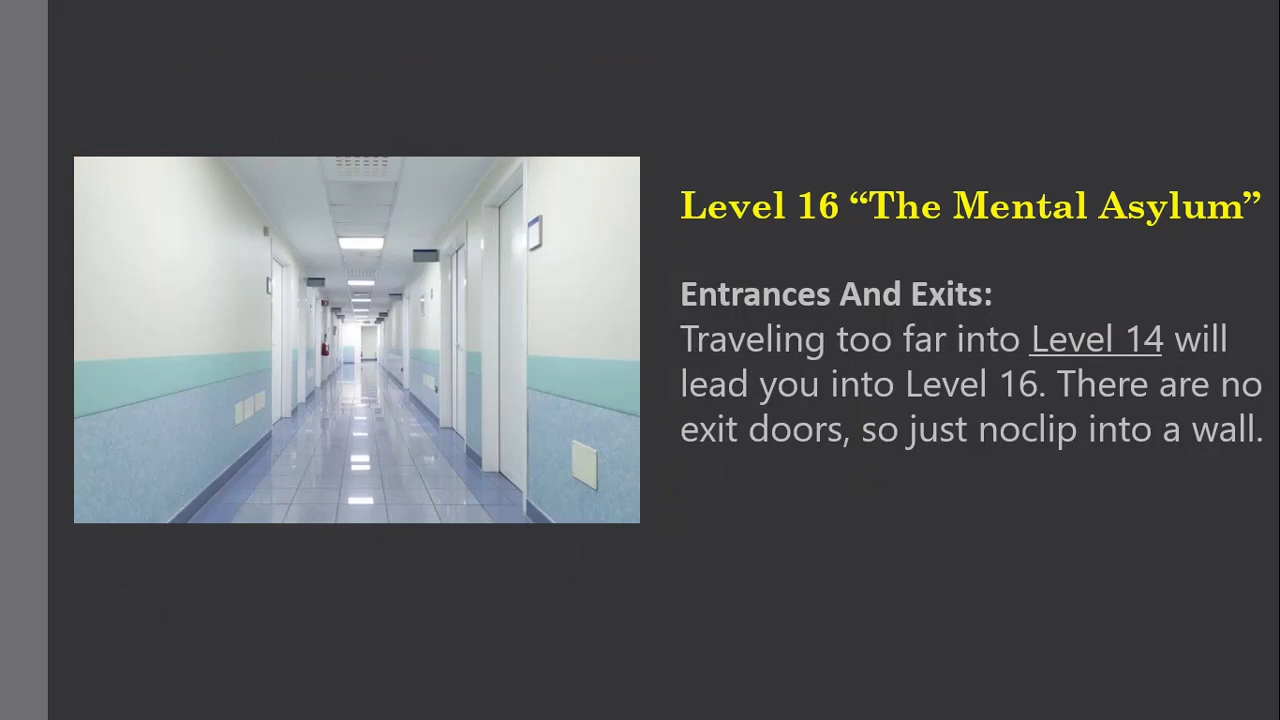 Level 16 “The Mental Asylum”
Entrances And Exits:
Traveling too far into Level 14 will
lead you into Level 16. There are no
exit doors, so just noclip into a wall.